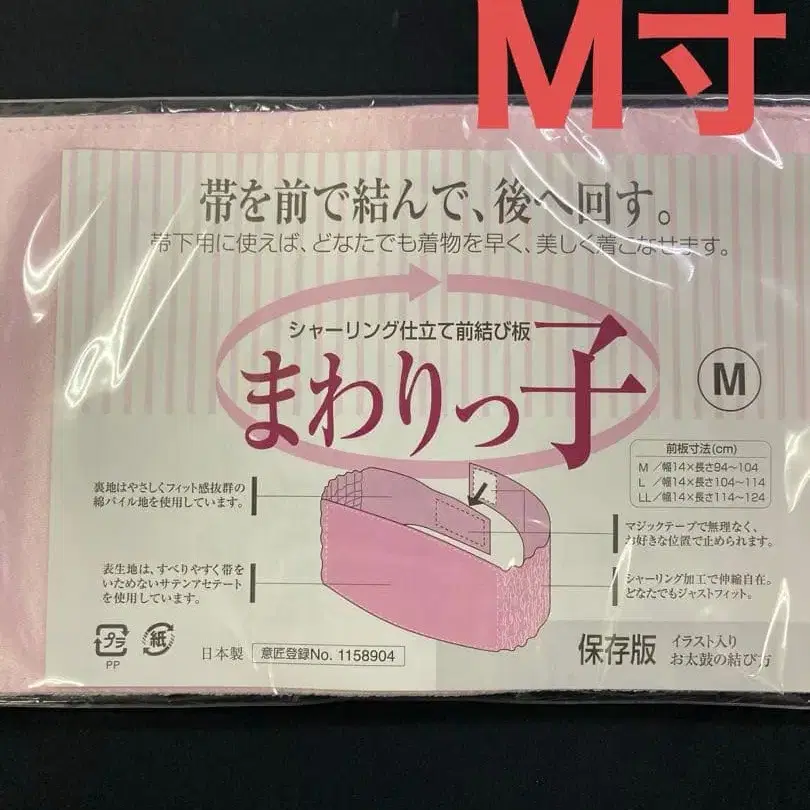 M寸
帯を前で結んで、後へ回す。
帯下用に使えば、どなたでも着物を早く、美しく着こなせます。
シャーリング仕立て前結び板
まわりっ子
M
前板寸法(cm)
M/幅14×長さ94〜104
L/幅14×長さ104〜114
LL/幅14×長さ114〜124
裏地はやさしくフィット感抜群の
綿パイル地を使用しています。
マジックテープで無理なく、
お好きな位置で止められます。
表生地は、すべりやすく帯を
いためないサテンアセテート
を使用しています。
シャーリング加工で伸縮自在。
どなたでもジャストフィット。
プラ
PP
紙
日本製
意匠登録No. 1158904
保存版
イラスト入り
お太鼓の結び方